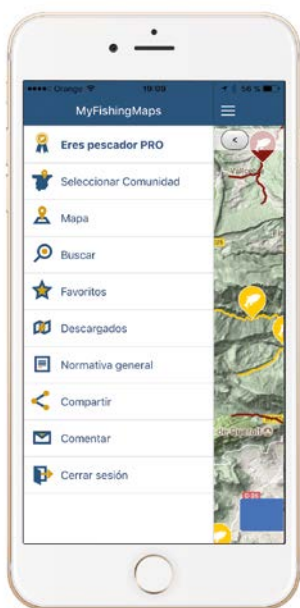 Orange 19:09 56 %
MyFishingMaps
Eres pescador PRO
Seleccionar Comunidad
Mapa
Buscar
Favoritos
Descargados
Normativa general
Compartir
Comentar
Cerrar sesión